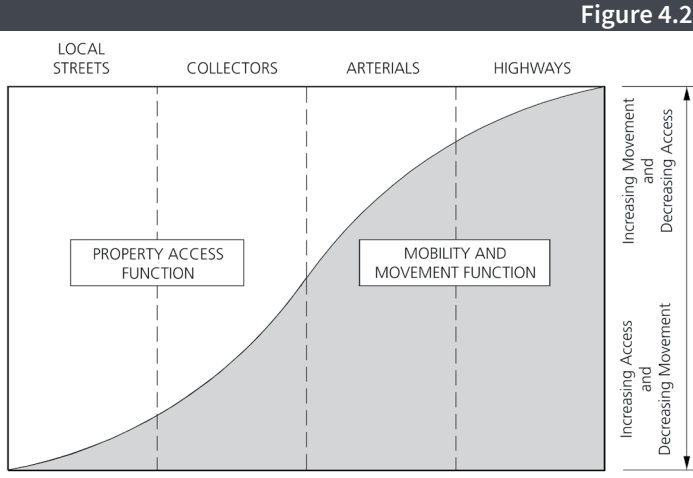 Figure 4.2
LOCAL
STREETS
COLLECTORS
ARTERIALS
HIGHWAYS
PROPERTY ACCESS
FUNCTION
MOBILITY AND
MOVEMENT FUNCTION
Increasing Movement
and
Decreasing Access
Increasing Access
and
Decreasing Movement